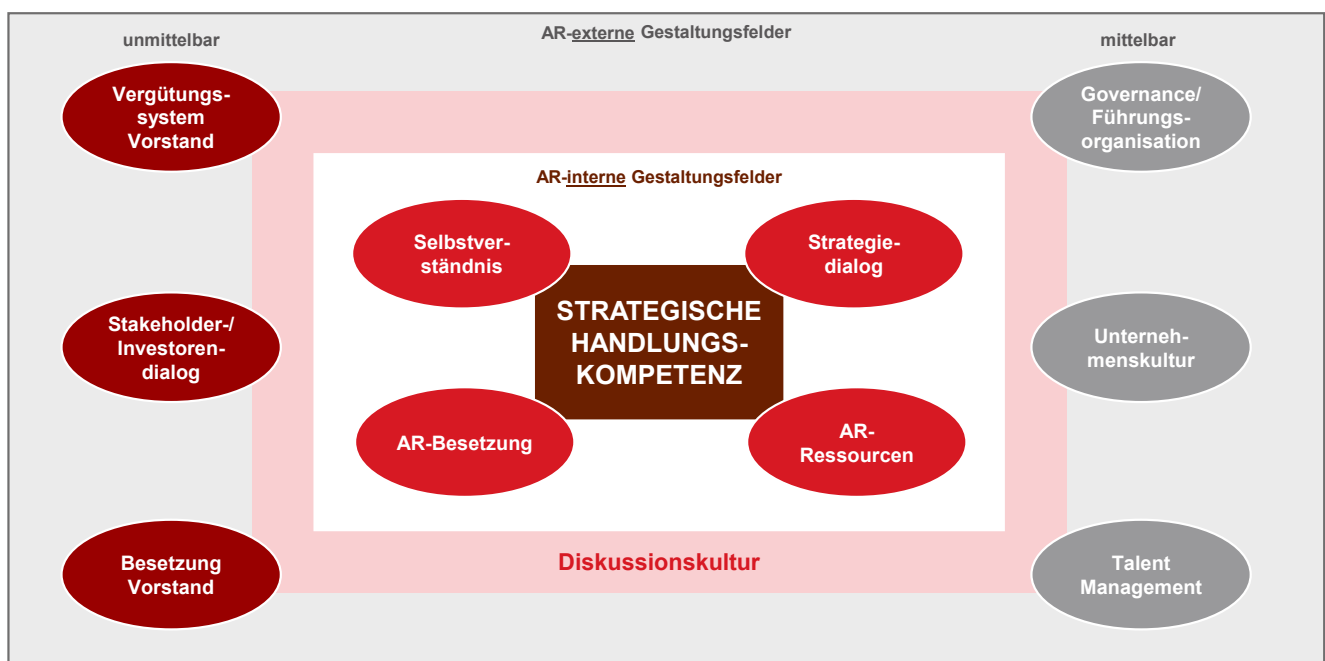 AR-externe Gestaltungsfelder
unmittelbar
mittelbar
Vergütungs-
system
Vorstand
Governance/
Führungs-
organisation
AR-interne Gestaltungsfelder
Selbstver-
ständnis
Strategie-
dialog
STRATEGISCHE
HANDLUNGS-
KOMPETENZ
Stakeholder-/
Investoren-
dialog
Unterneh-
menskultur
AR-Besetzung
AR-
Ressourcen
Diskussionskultur
Besetzung
Vorstand
Talent
Management